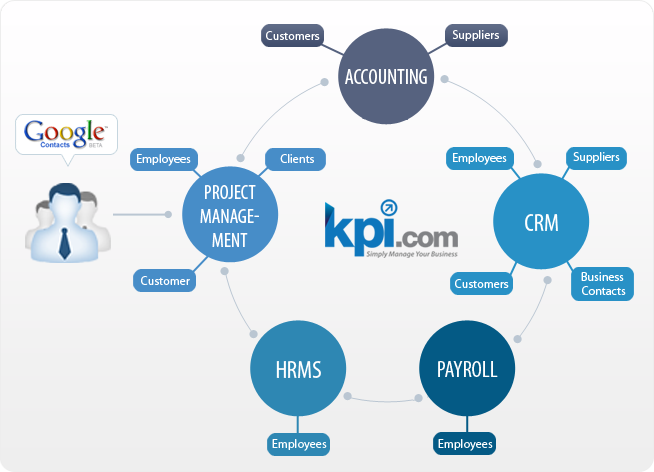 Customers
Suppliers
ACCOUNTING
Google™
Contacts BETA
Employees
Clients
PROJECT
MANAGE-
MENT
Customer
kpi.com
Simply Manage Your Business
Employees
Suppliers
CRM
Customers
Business
Contacts
HRMS
Employees
PAYROLL
Employees